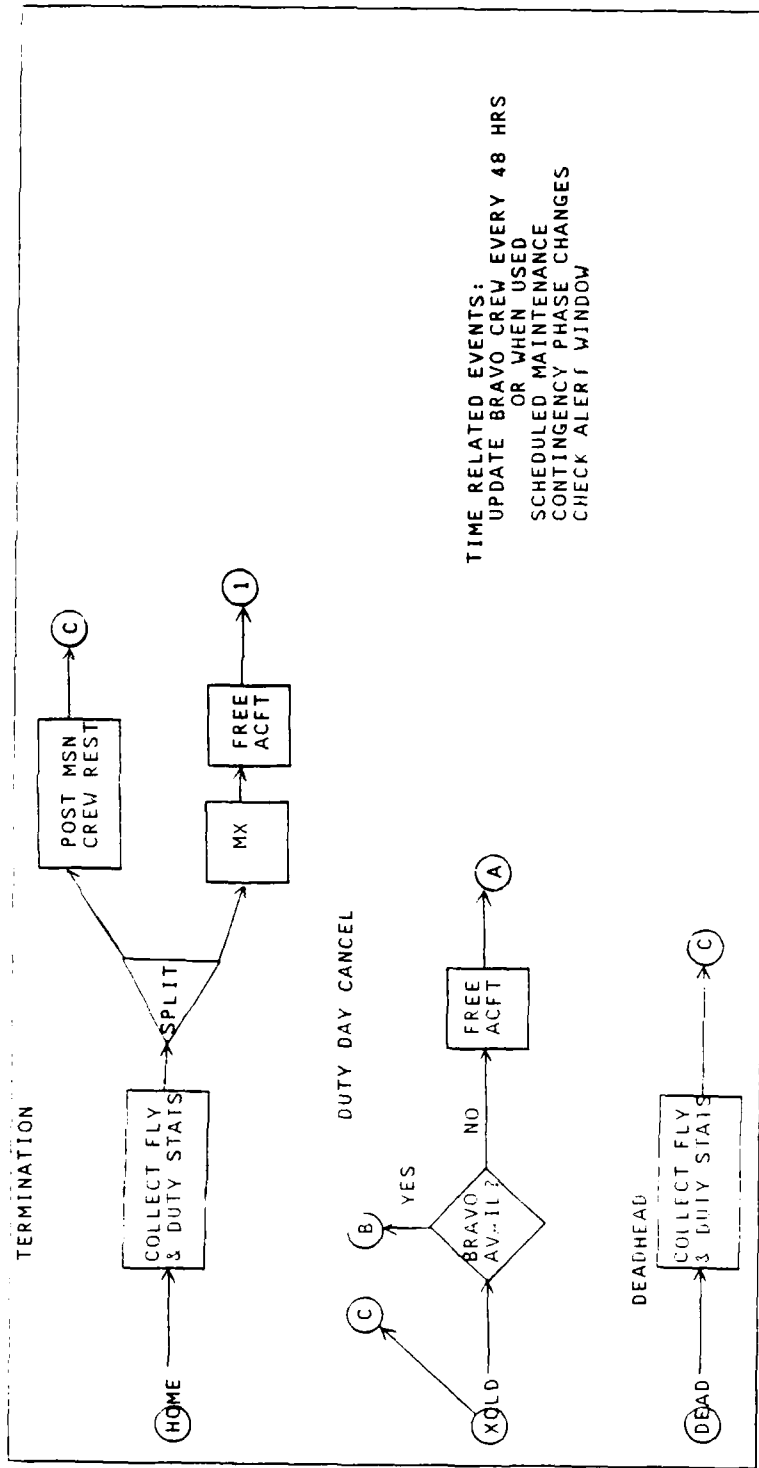 TERMINATION
HOME
COLLECT FLY
& DUTY STATS
SPLIT
POST MSN
CREW REST
C
MX
FREE
ACFT
1
DUTY DAY CANCEL
XOLD
C
B
YES
BRAVO
NO
FREE
ACFT
A
DEADHEAD
DEAD
COLLECT FLY
& DUTY STATS
C
TIME RELATED EVENTS:
UPDATE BRAVO CREW EVERY 48 HRS
OR WHEN USED
SCHEDULED MAINTENANCE
CONTINGENCY PHASE CHANGES
CHECK ALERT WINDOW